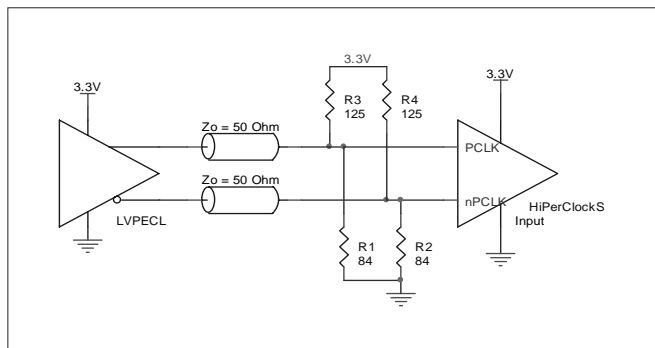 3.3V
3.3V
3.3V
R3
125
R4
125
Zo = 50 Ohm
PCLK
Zo = 50 Ohm
nPCLK
HiPerClockS
Input
LVPECL
R1
84
R2
84